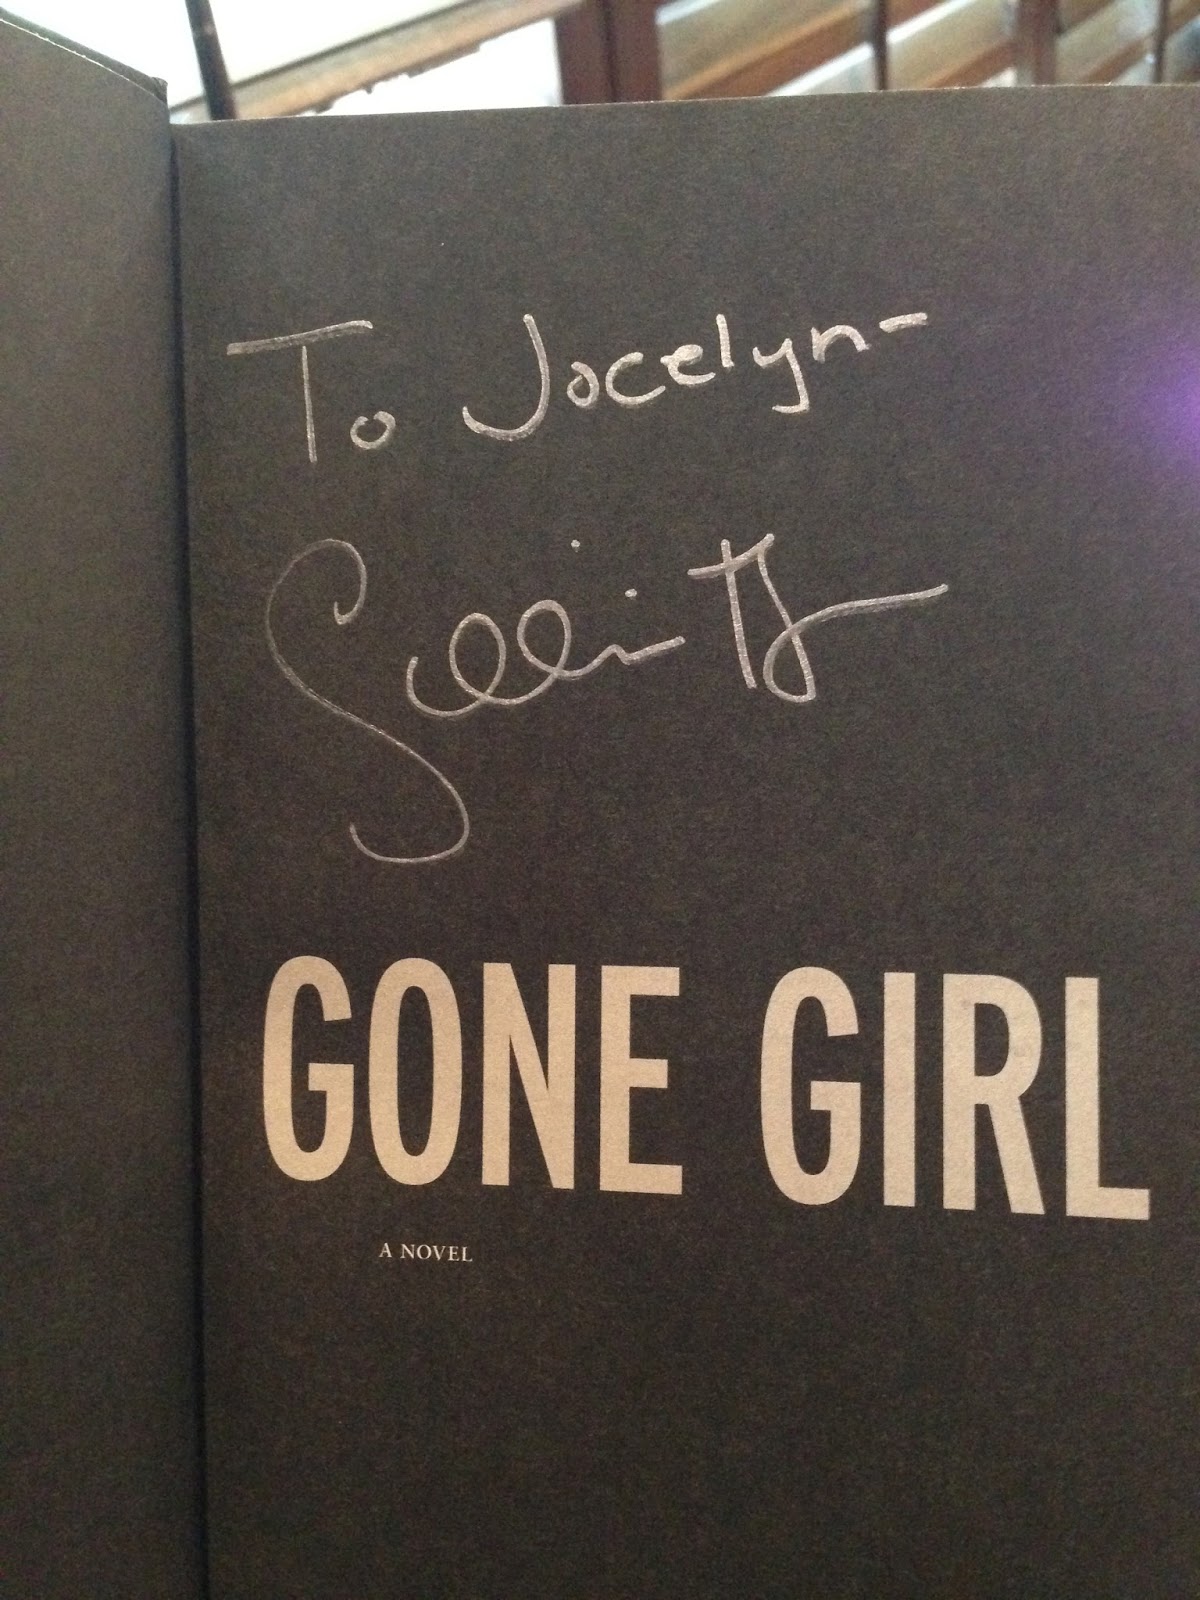 To Jocelyn-
GONE GIRL
A NOVEL